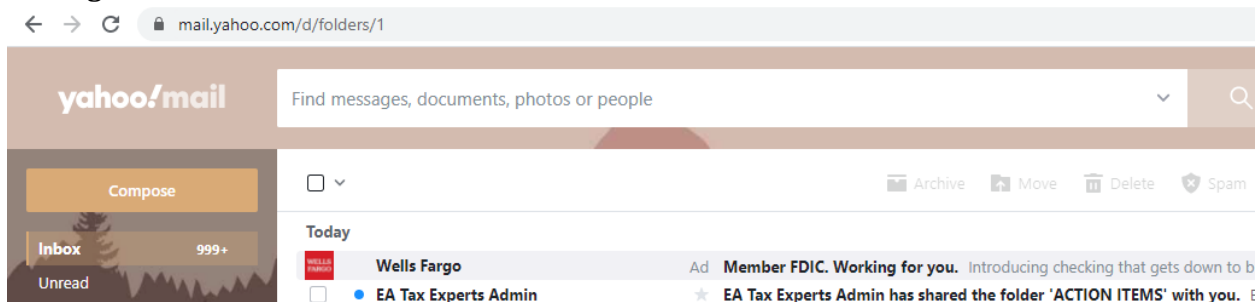 mail.yahoo.com/d/folders/1
yahoo!mail
Find messages, documents, photos or people
Compose
Archive Move Delete Spam
Today
Inbox 999+
WELLS FARGO Wells Fargo Ad Member FDIC. Working for you. Introducing checking that gets down to b
Unread
EA Tax Experts Admin EA Tax Experts Admin has shared the folder 'ACTION ITEMS' with you.